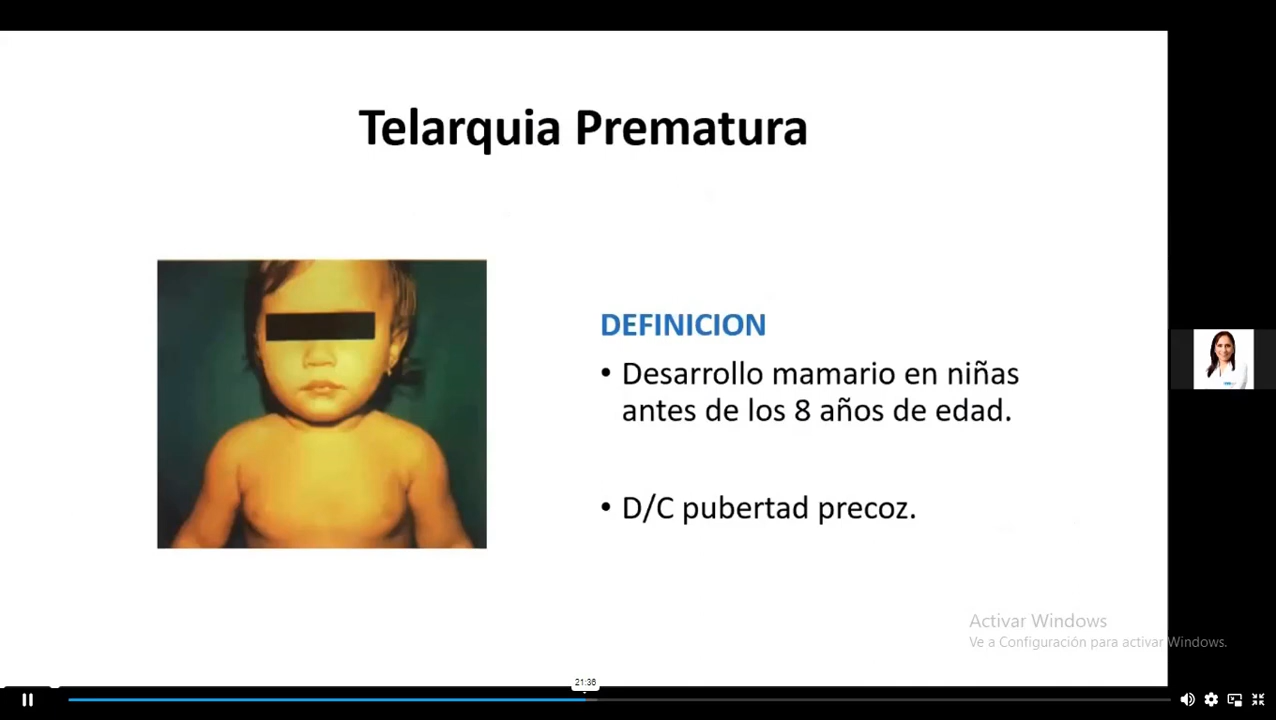 Telarquia Prematura
DEFINICION
• Desarrollo mamario en niñas
antes de los 8 años de edad.
• D/C pubertad precoz.
Activar Windows
Ve a Configuración para activar Windows.
21:36